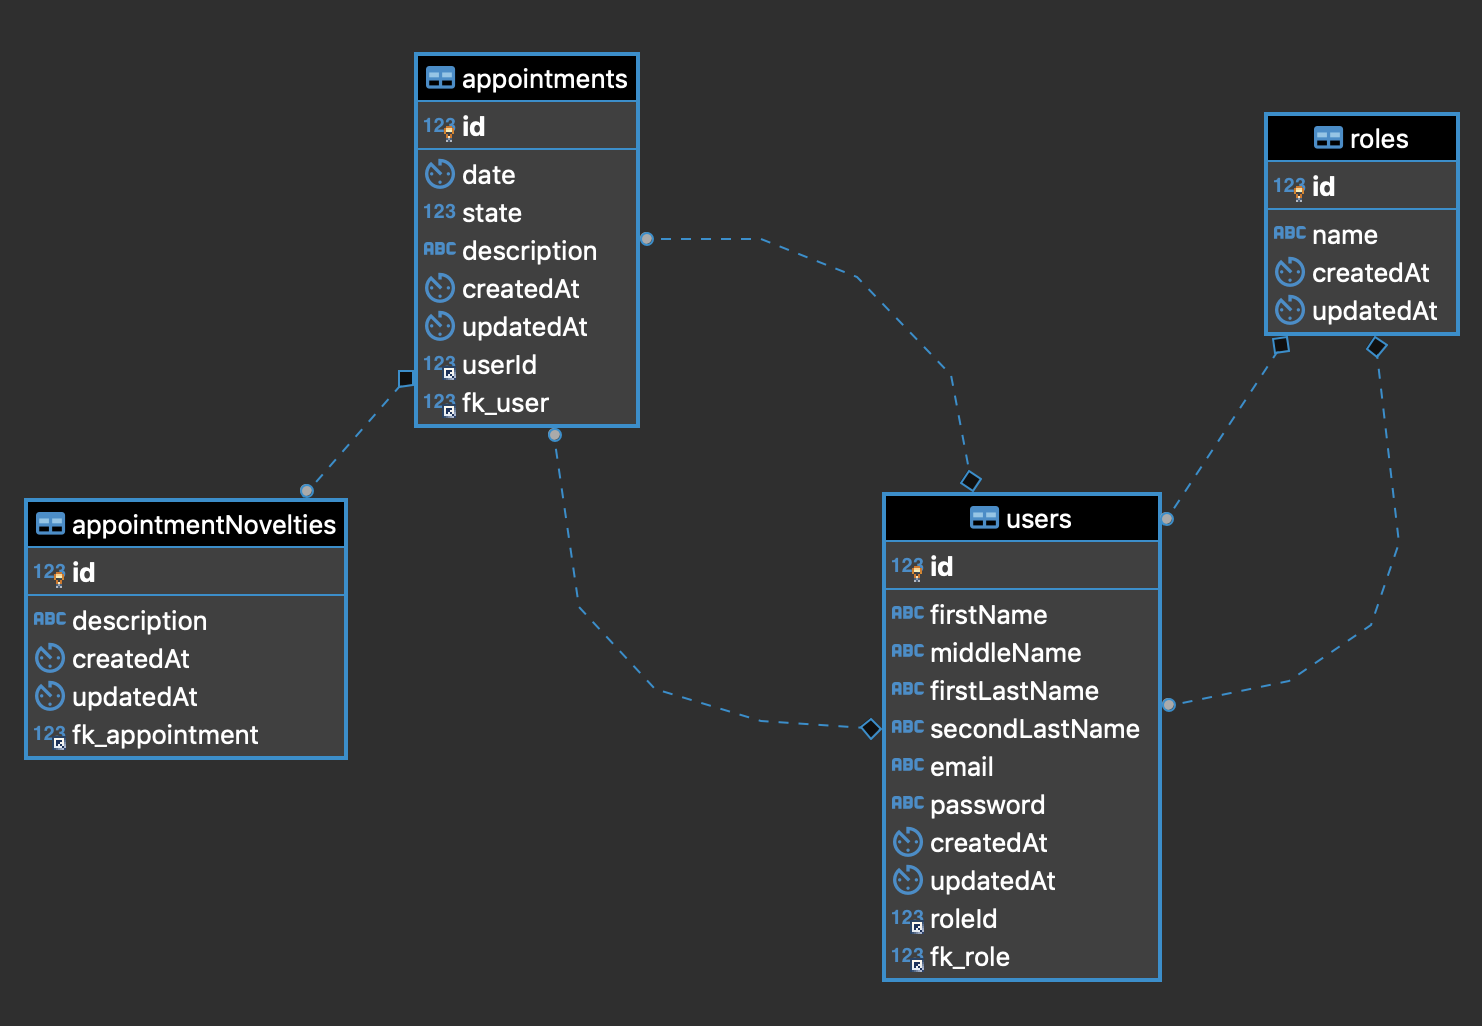 appointments
123 id
date
123 state
ABC description
createdAt
updatedAt
123 userId
123 fk_user
roles
123 id
ABC name
createdAt
updatedAt
appointmentNovelties
123 id
ABC description
createdAt
updatedAt
123 fk_appointment
users
123 id
ABC firstName
ABC middleName
ABC firstLastName
ABC secondLastName
ABC email
ABC password
createdAt
updatedAt
123 roleId
123 fk_role